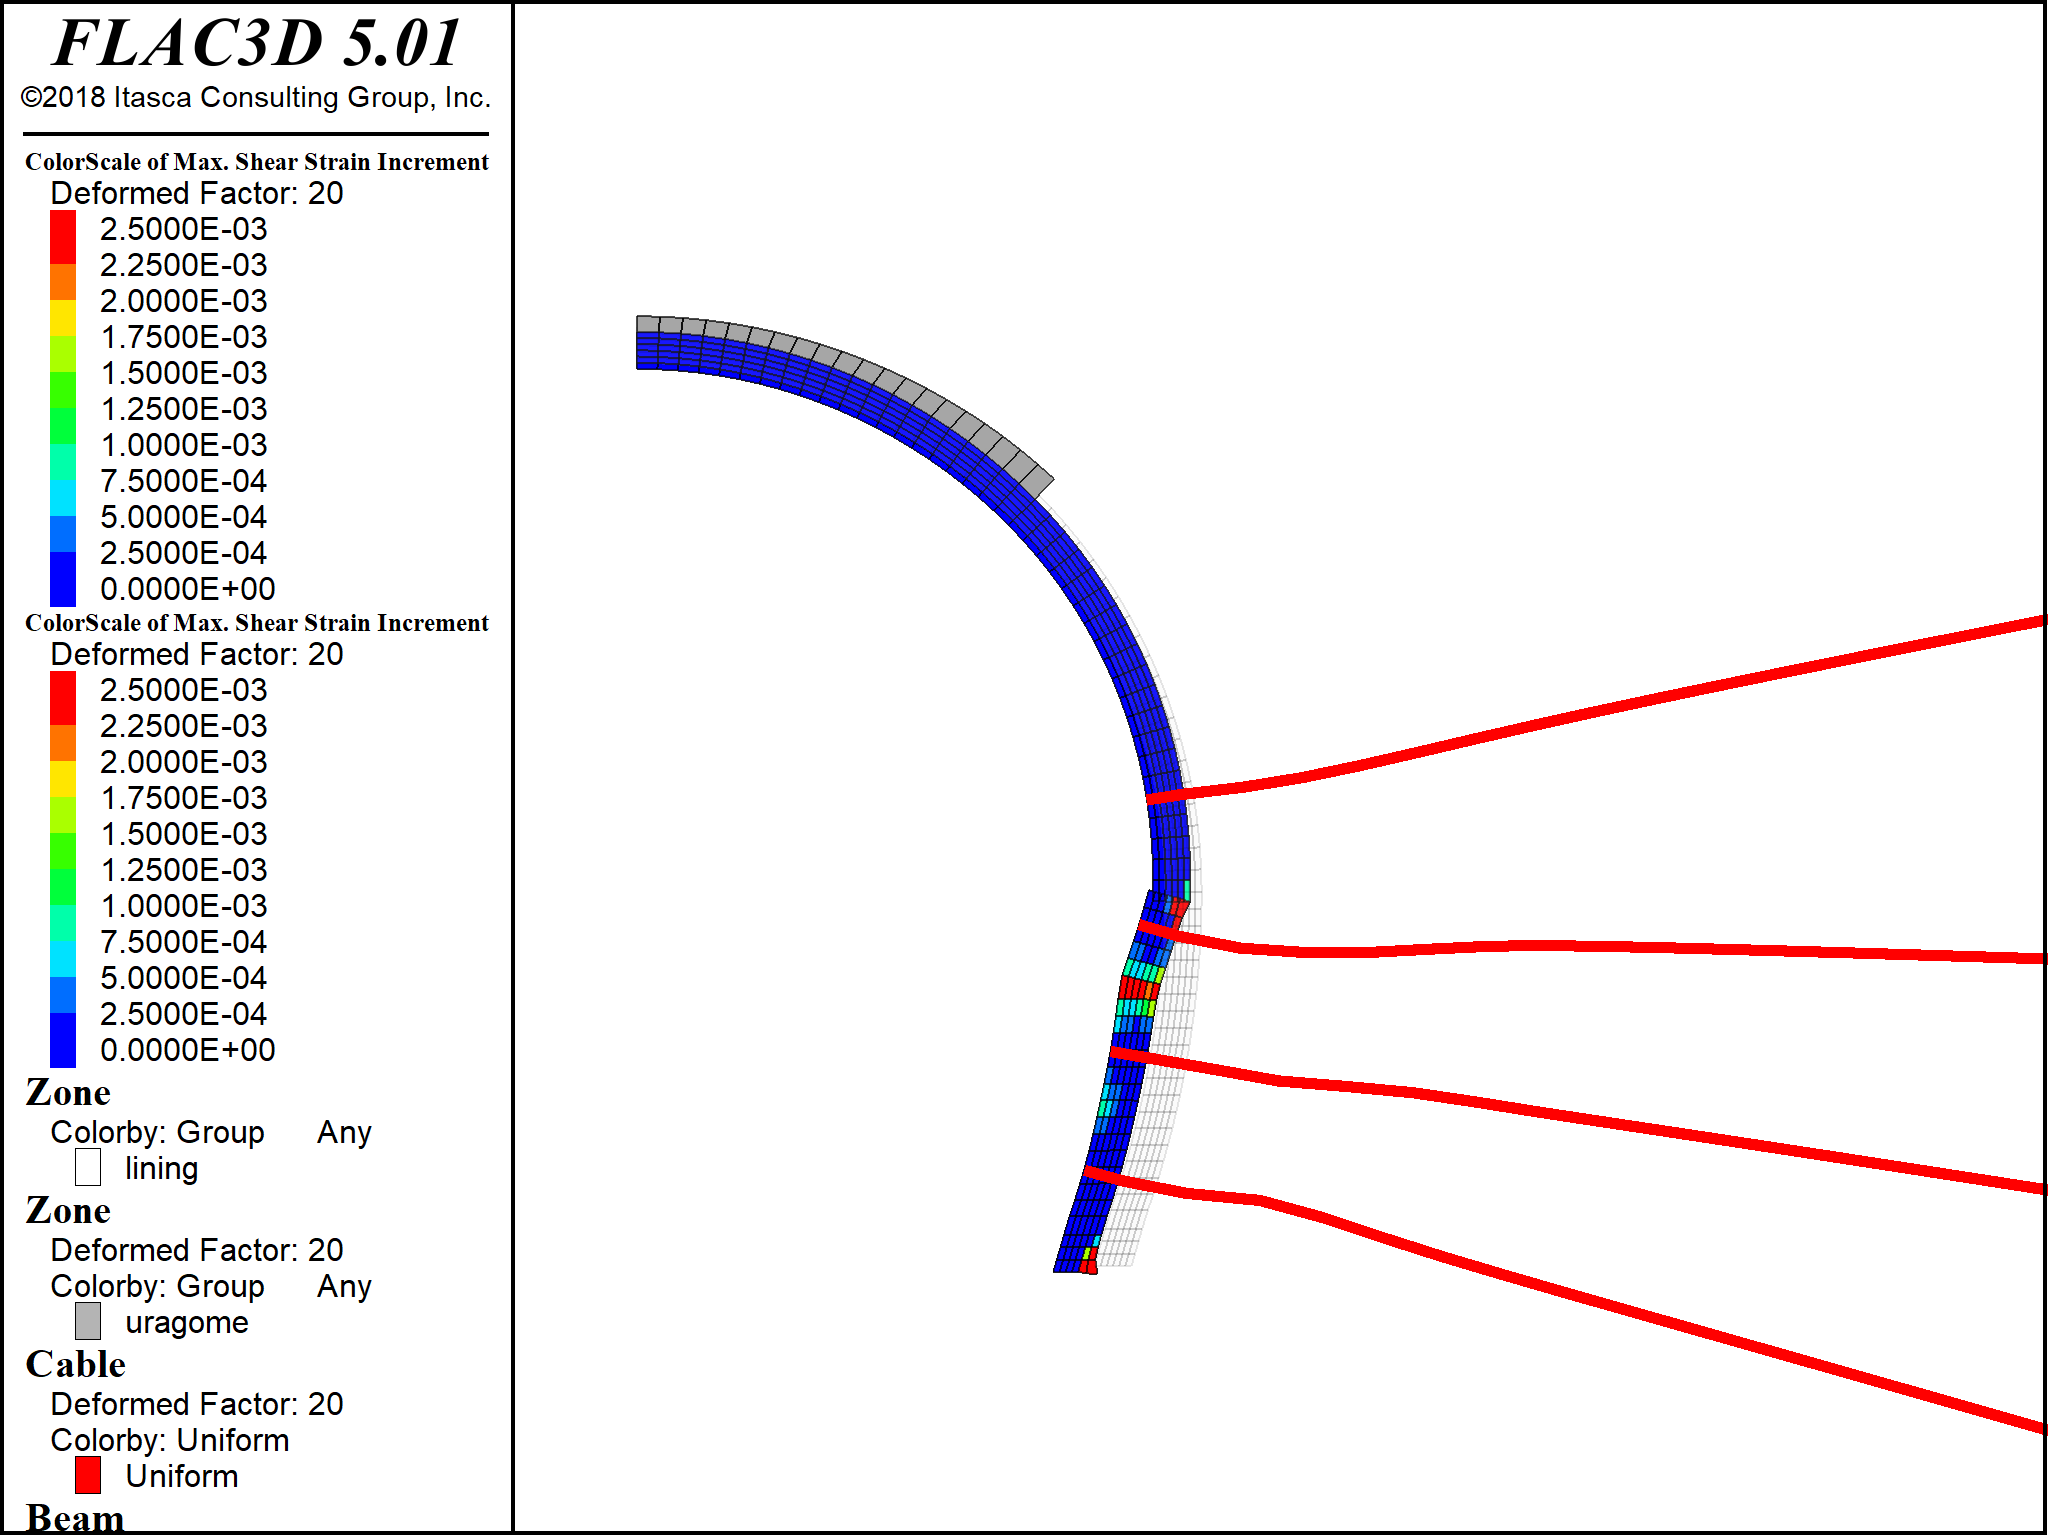 FLAC3D 5.01
©2018 Itasca Consulting Group, Inc.
ColorScale of Max. Shear Strain Increment
Deformed Factor: 20
2.5000E-03
2.2500E-03
2.0000E-03
1.7500E-03
1.5000E-03
1.2500E-03
1.0000E-03
7.5000E-04
5.0000E-04
2.5000E-04
0.0000E+00
ColorScale of Max. Shear Strain Increment
Deformed Factor: 20
2.5000E-03
2.2500E-03
2.0000E-03
1.7500E-03
1.5000E-03
1.2500E-03
1.0000E-03
7.5000E-04
5.0000E-04
2.5000E-04
0.0000E+00
Zone
Colorby: Group Any
lining
Zone
Deformed Factor: 20
Colorby: Group Any
uragome
Cable
Deformed Factor: 20
Colorby: Uniform
Uniform
Beam